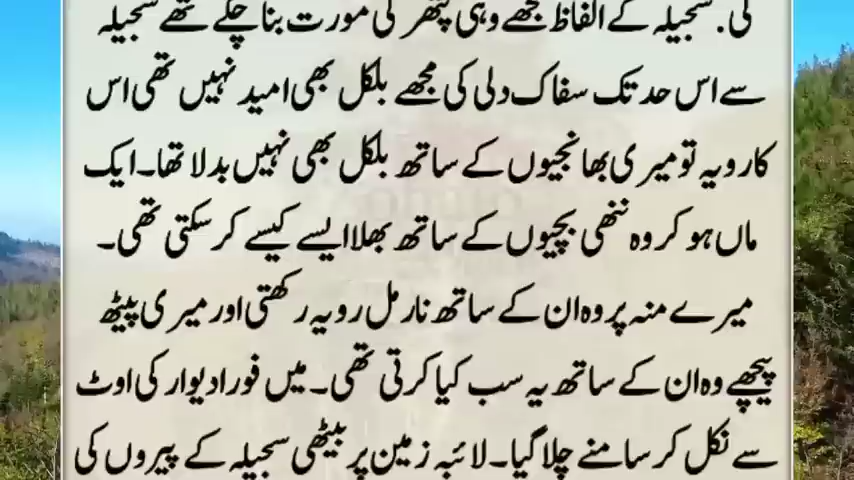 لی. سجیلہ کے الفاظ مجھے وہی پتھر کی مورت بنا چکے تھے سجیلہ
سے اس حد تک سفاک دلی کی مجھے بلکل بھی امید نہیں تھی اس
کا رویہ تو میری بھانجیوں کے ساتھ بلکل بھی نہیں بدلا تھا۔ ایک
ماں ہو کر وہ ننھی بچیوں کے ساتھ بھلا ایسے کیسے کر سکتی تھی۔
میرے منہ پر وہ ان کے ساتھ نارمل رویہ رکھتی اور میری پیٹھ
پیچھے وہ ان کے ساتھ یہ سب کیا کرتی تھی۔ میں فورا دیوار کی اوٹ
سے نکل کر سامنے چلا گیا۔ لائبہ زمین پر بیٹھی سجیلہ کے پیروں کی